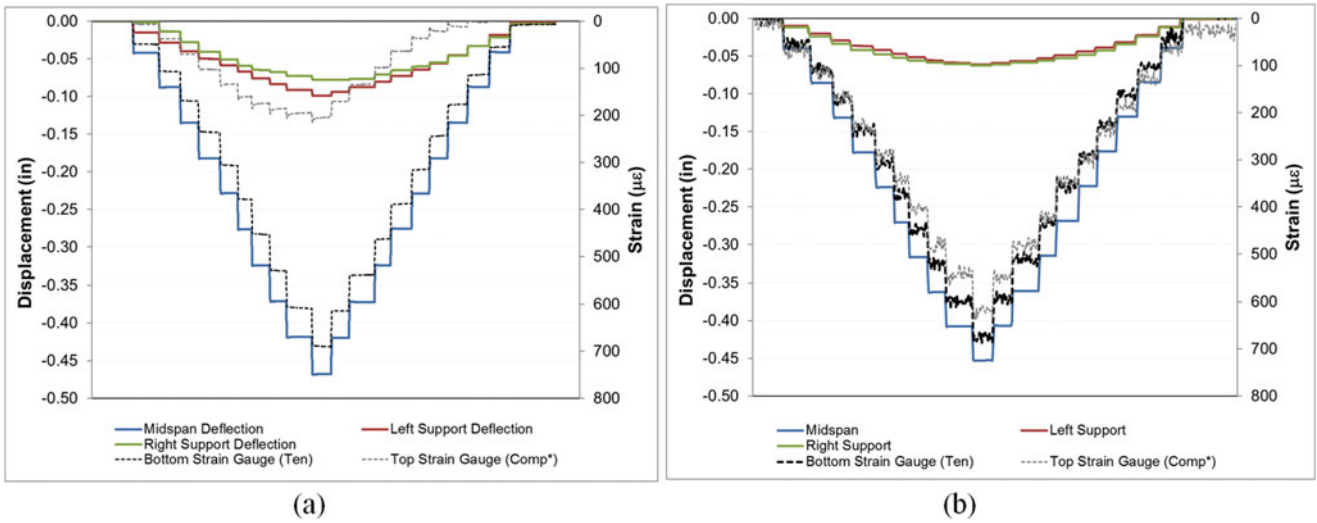 0.00
-0.05
-0.10
-0.15
-0.20
-0.25
-0.30
-0.35
-0.40
-0.45
-0.50
Displacement (in)
0
100
200
300
400
500
600
700
800
Strain (με)
Midspan Deflection
Left Support Deflection
Right Support Deflection
Bottom Strain Gauge (Ten)
Top Strain Gauge (Comp*)
(a)
0.00
-0.05
-0.10
-0.15
-0.20
-0.25
-0.30
-0.35
-0.40
-0.45
-0.50
Displacement (in)
0
100
200
300
400
500
600
700
800
Strain (με)
Midspan
Left Support
Right Support
Bottom Strain Gauge (Ten)
Top Strain Gauge (Comp*)
(b)